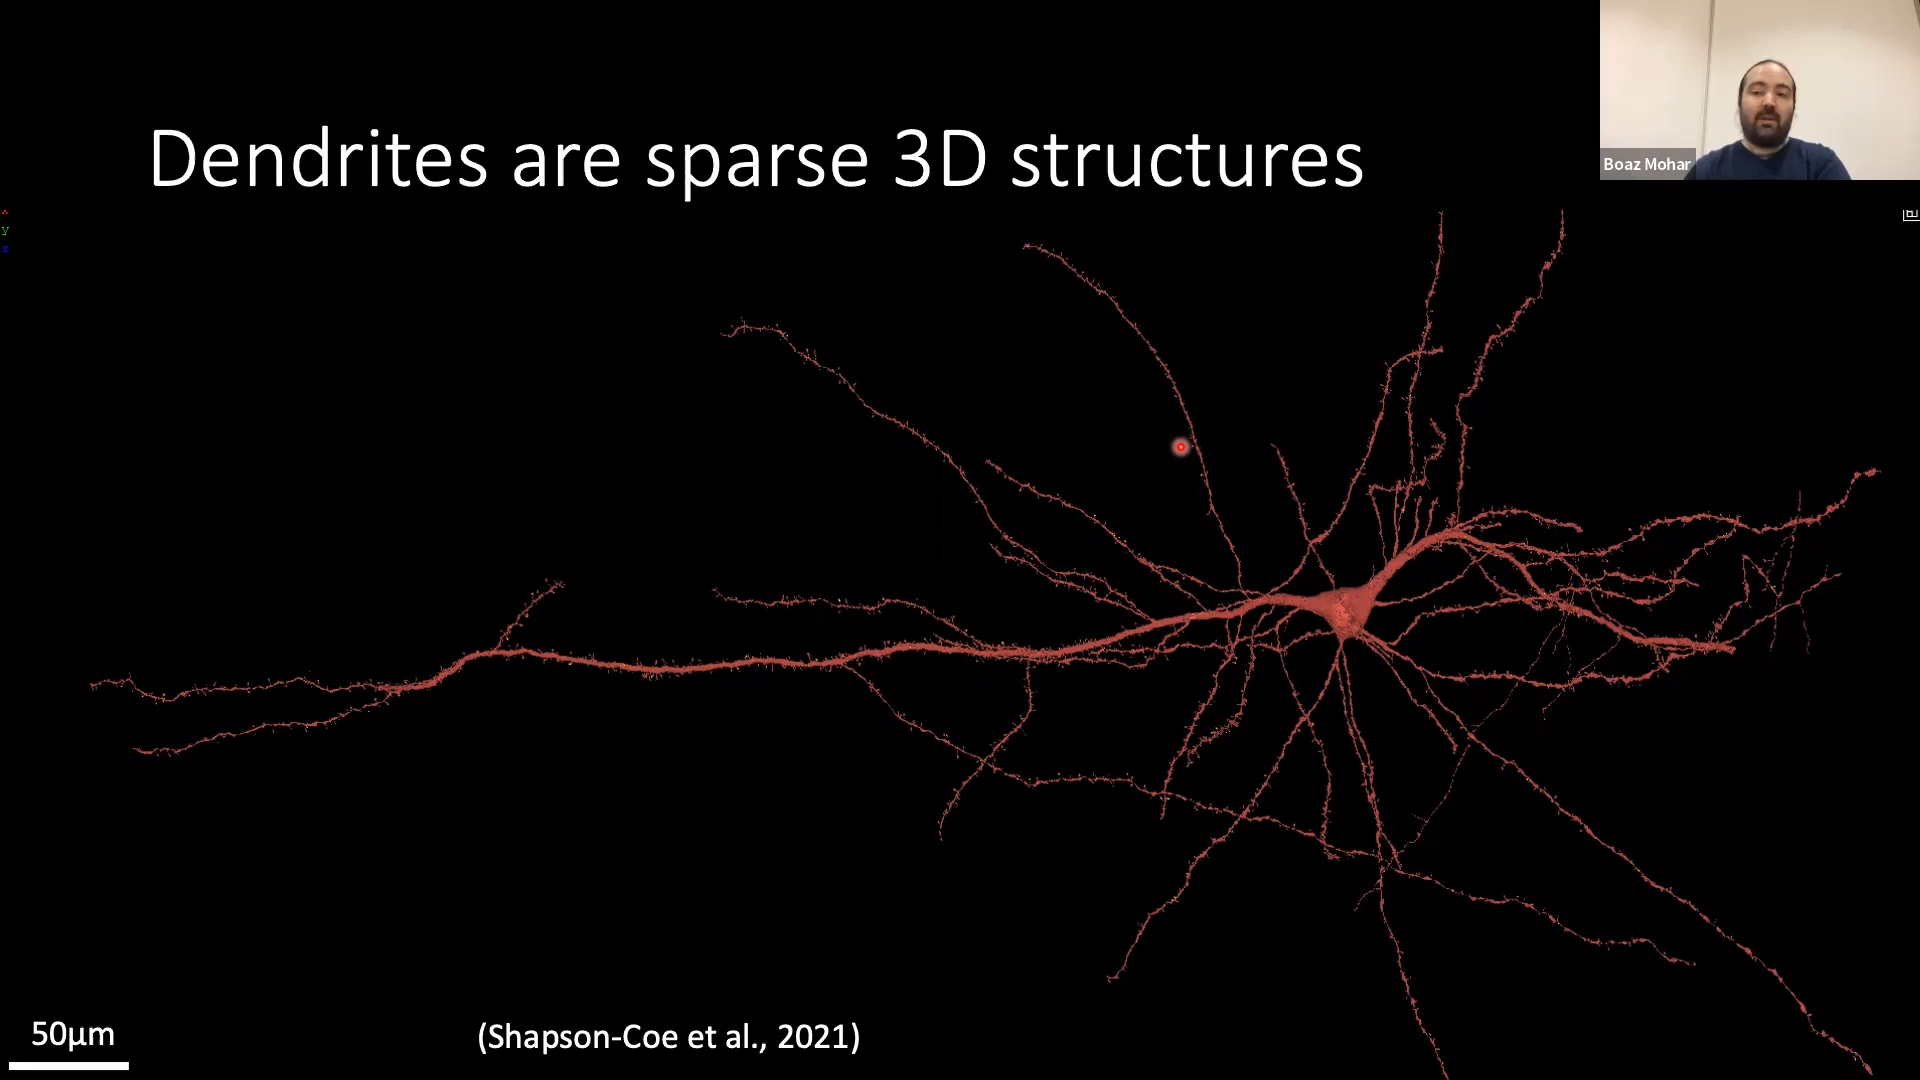 Dendrites are sparse 3D structures
Boaz Mohar
x
y
z
50µm
(Shapson-Coe et al., 2021)